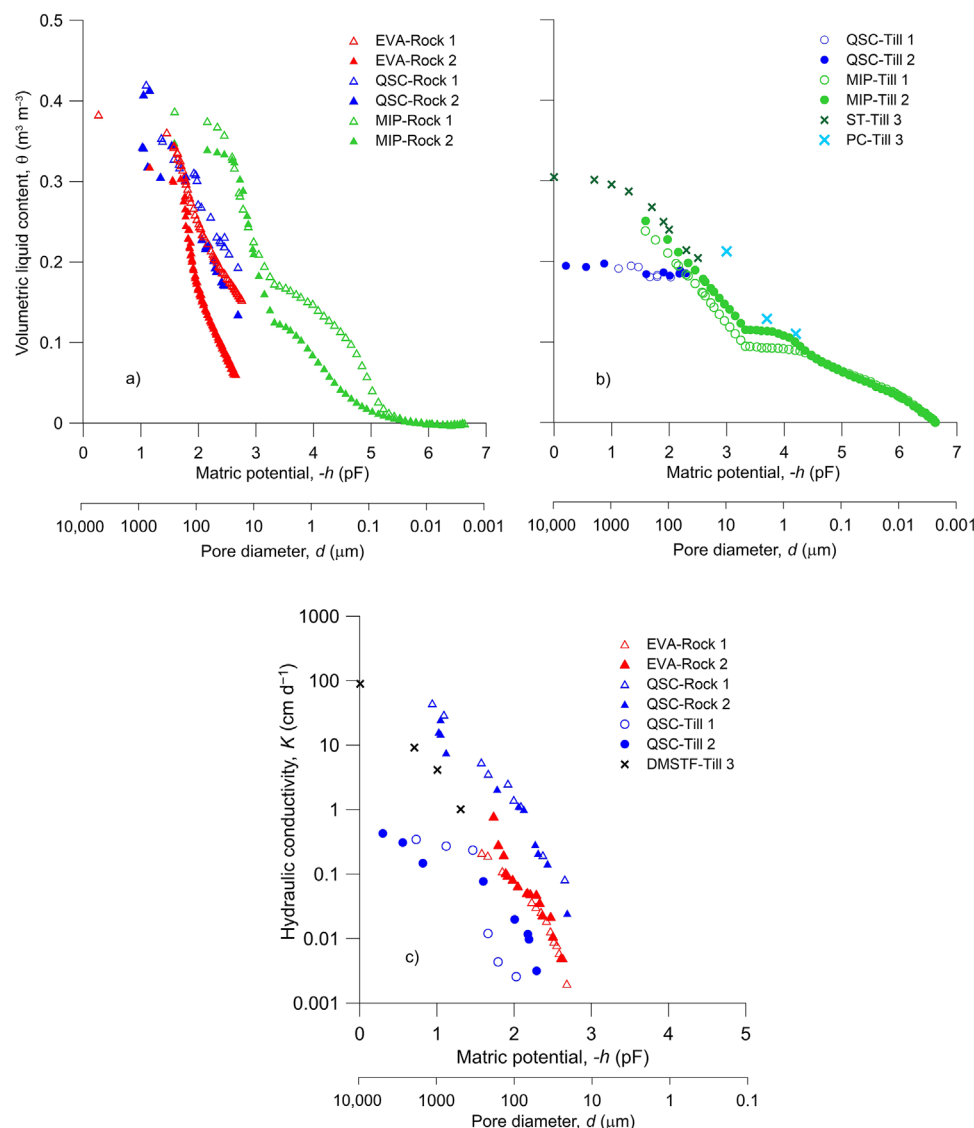 0.5
0.4
0.3
0.2
0.1
0
Volumetric liquid content, θ (m³ m⁻³)
EVA-Rock 1
EVA-Rock 2
QSC-Rock 1
QSC-Rock 2
MIP-Rock 1
MIP-Rock 2
a)
0 1 2 3 4 5 6 7
Matric potential, -h (pF)
10,000 1000 100 10 1 0.1 0.01 0.001
Pore diameter, d (μm)
QSC-Till 1
QSC-Till 2
MIP-Till 1
MIP-Till 2
ST-Till 3
PC-Till 3
b)
0 1 2 3 4 5 6 7
Matric potential, -h (pF)
10,000 1000 100 10 1 0.1 0.01 0.001
Pore diameter, d (μm)
1000
100
10
1
0.1
0.01
0.001
Hydraulic conductivity, K (cm d⁻¹)
EVA-Rock 1
EVA-Rock 2
QSC-Rock 1
QSC-Rock 2
QSC-Till 1
QSC-Till 2
DMSTF-Till 3
c)
0 1 2 3 4 5
Matric potential, -h (pF)
10,000 1000 100 10 1 0.1
Pore diameter, d (μm)